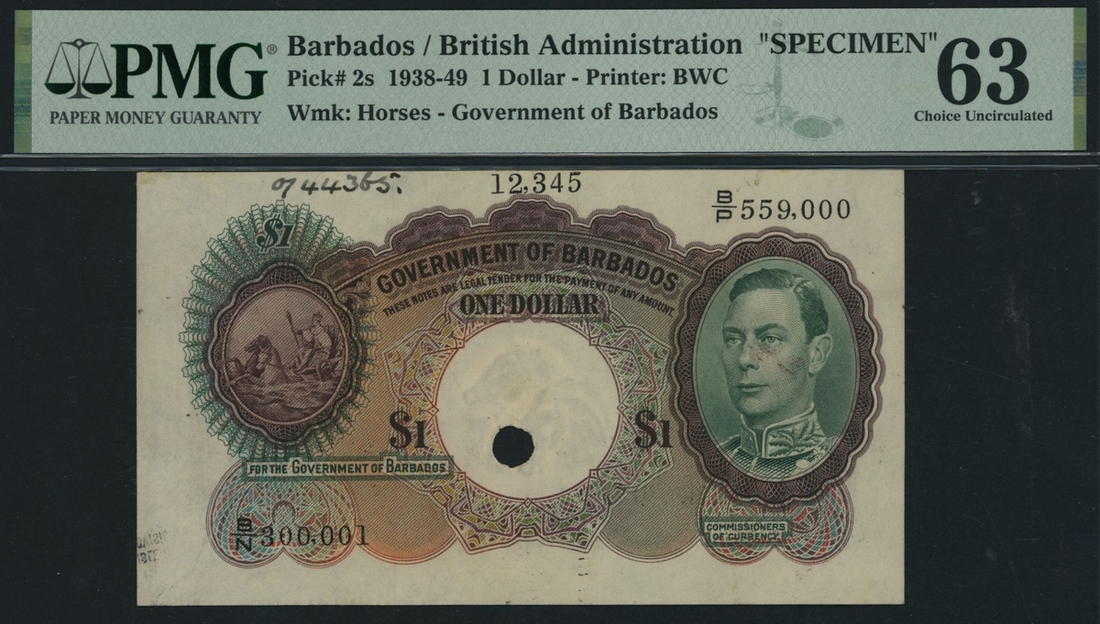 PMG®
PAPER MONEY GUARANTY
Barbados / British Administration "SPECIMEN"
Pick# 2s 1938-49 1 Dollar - Printer: BWC
Wmk: Horses - Government of Barbados
63
Choice Uncirculated
of 44365.
12,345
B/P 559,000
$1
GOVERNMENT OF BARBADOS
THESE NOTES ARE LEGAL TENDER FOR THE PAYMENT OF ANY AMOUNT.
ONE DOLLAR
$1
$1
FOR THE GOVERNMENT OF BARBADOS.
B/N 300,001
COMMISSIONERS
OF CURRENCY.